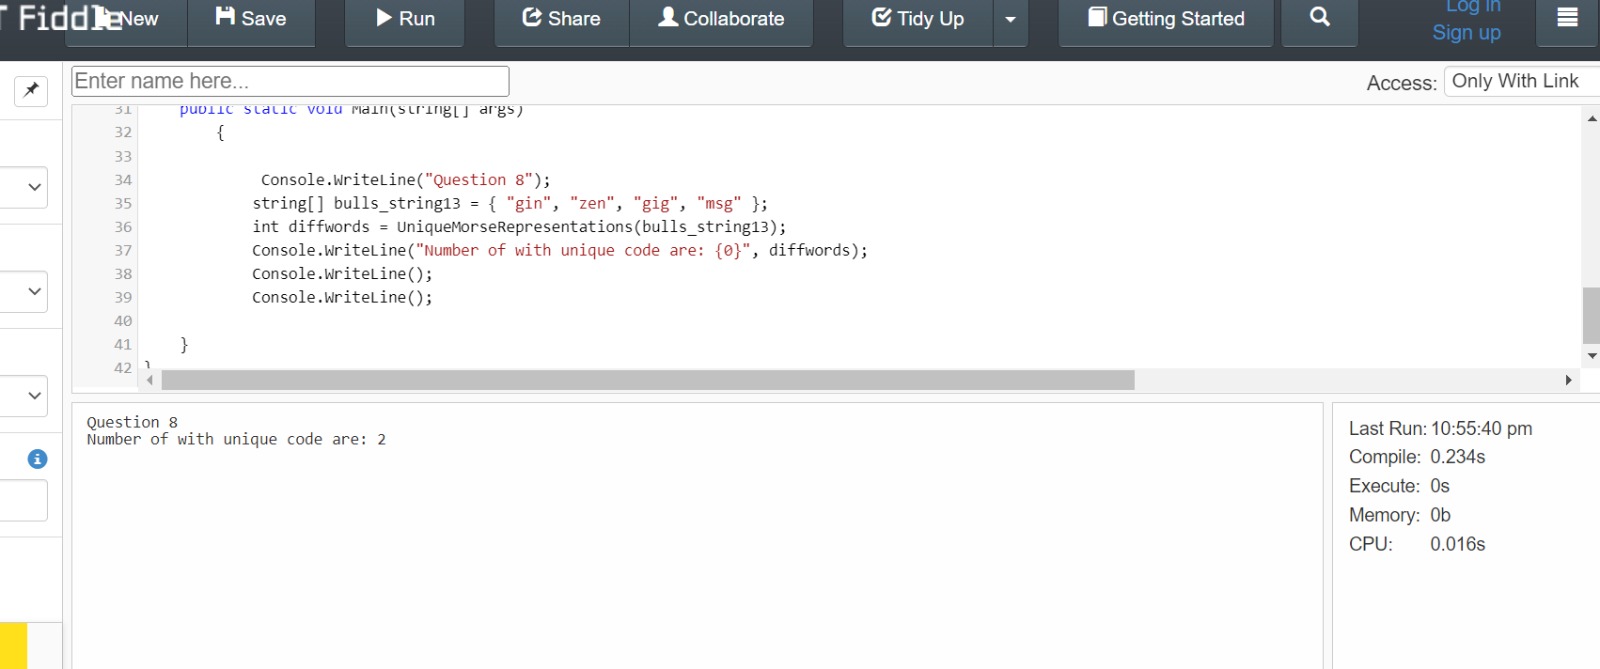 T Fiddle New Save Run Share Collaborate Tidy Up Getting Started Log in
Sign up
Enter name here...
Access: Only With Link
31 public static void Main(string[] args)
32 {
33
34 Console.WriteLine("Question 8");
35 string[] bulls_string13 = { "gin", "zen", "gig", "msg" };
36 int diffwords = UniqueMorseRepresentations(bulls_string13);
37 Console.WriteLine("Number of with unique code are: {0}", diffwords);
38 Console.WriteLine();
39 Console.WriteLine();
40
41 }
42 }
Question 8
Number of with unique code are: 2
Last Run: 10:55:40 pm
Compile: 0.234s
Execute: 0s
Memory: 0b
CPU: 0.016s